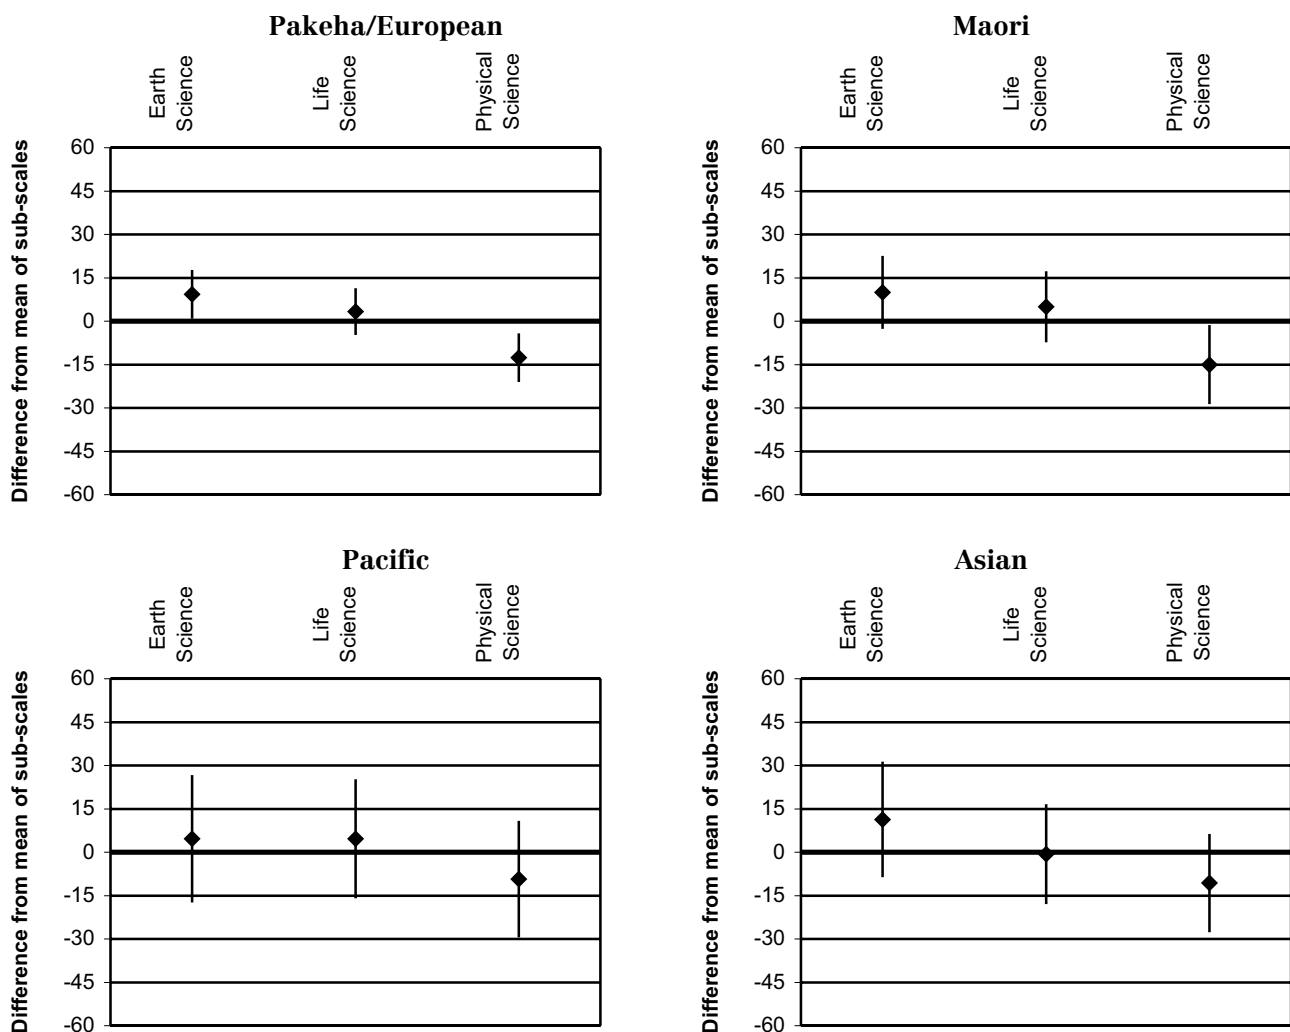 Pakeha/European
Earth
Science
Life
Science
Physical
Science
Difference from mean of sub-scales
60
45
30
15
0
-15
-30
-45
-60
Maori
Earth
Science
Life
Science
Physical
Science
Difference from mean of sub-scales
60
45
30
15
0
-15
-30
-45
-60
Pacific
Earth
Science
Life
Science
Physical
Science
Difference from mean of sub-scales
60
45
30
15
0
-15
-30
-45
-60
Asian
Earth
Science
Life
Science
Physical
Science
Difference from mean of sub-scales
60
45
30
15
0
-15
-30
-45
-60